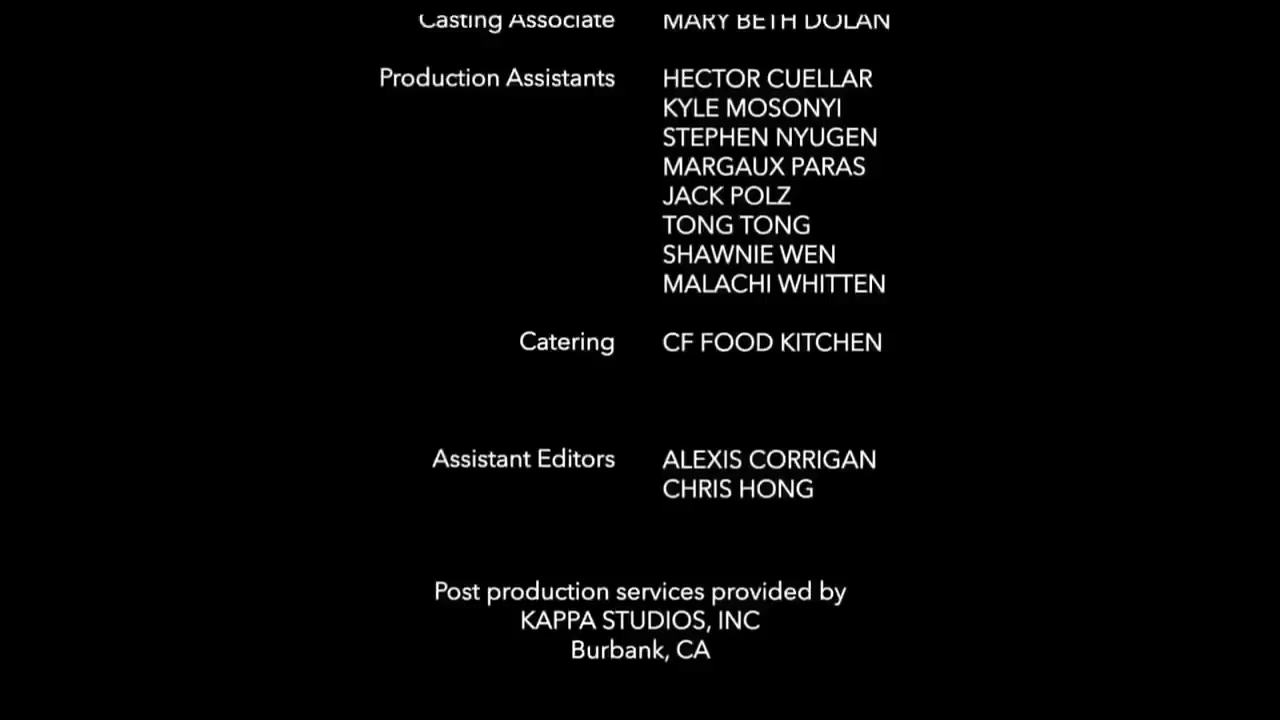 Casting Associate MARY BETH DOLAN
Production Assistants HECTOR CUELLAR
KYLE MOSONYI
STEPHEN NYUGEN
MARGAUX PARAS
JACK POLZ
TONG TONG
SHAWNIE WEN
MALACHI WHITTEN
Catering CF FOOD KITCHEN
Assistant Editors ALEXIS CORRIGAN
CHRIS HONG
Post production services provided by
KAPPA STUDIOS, INC
Burbank, CA